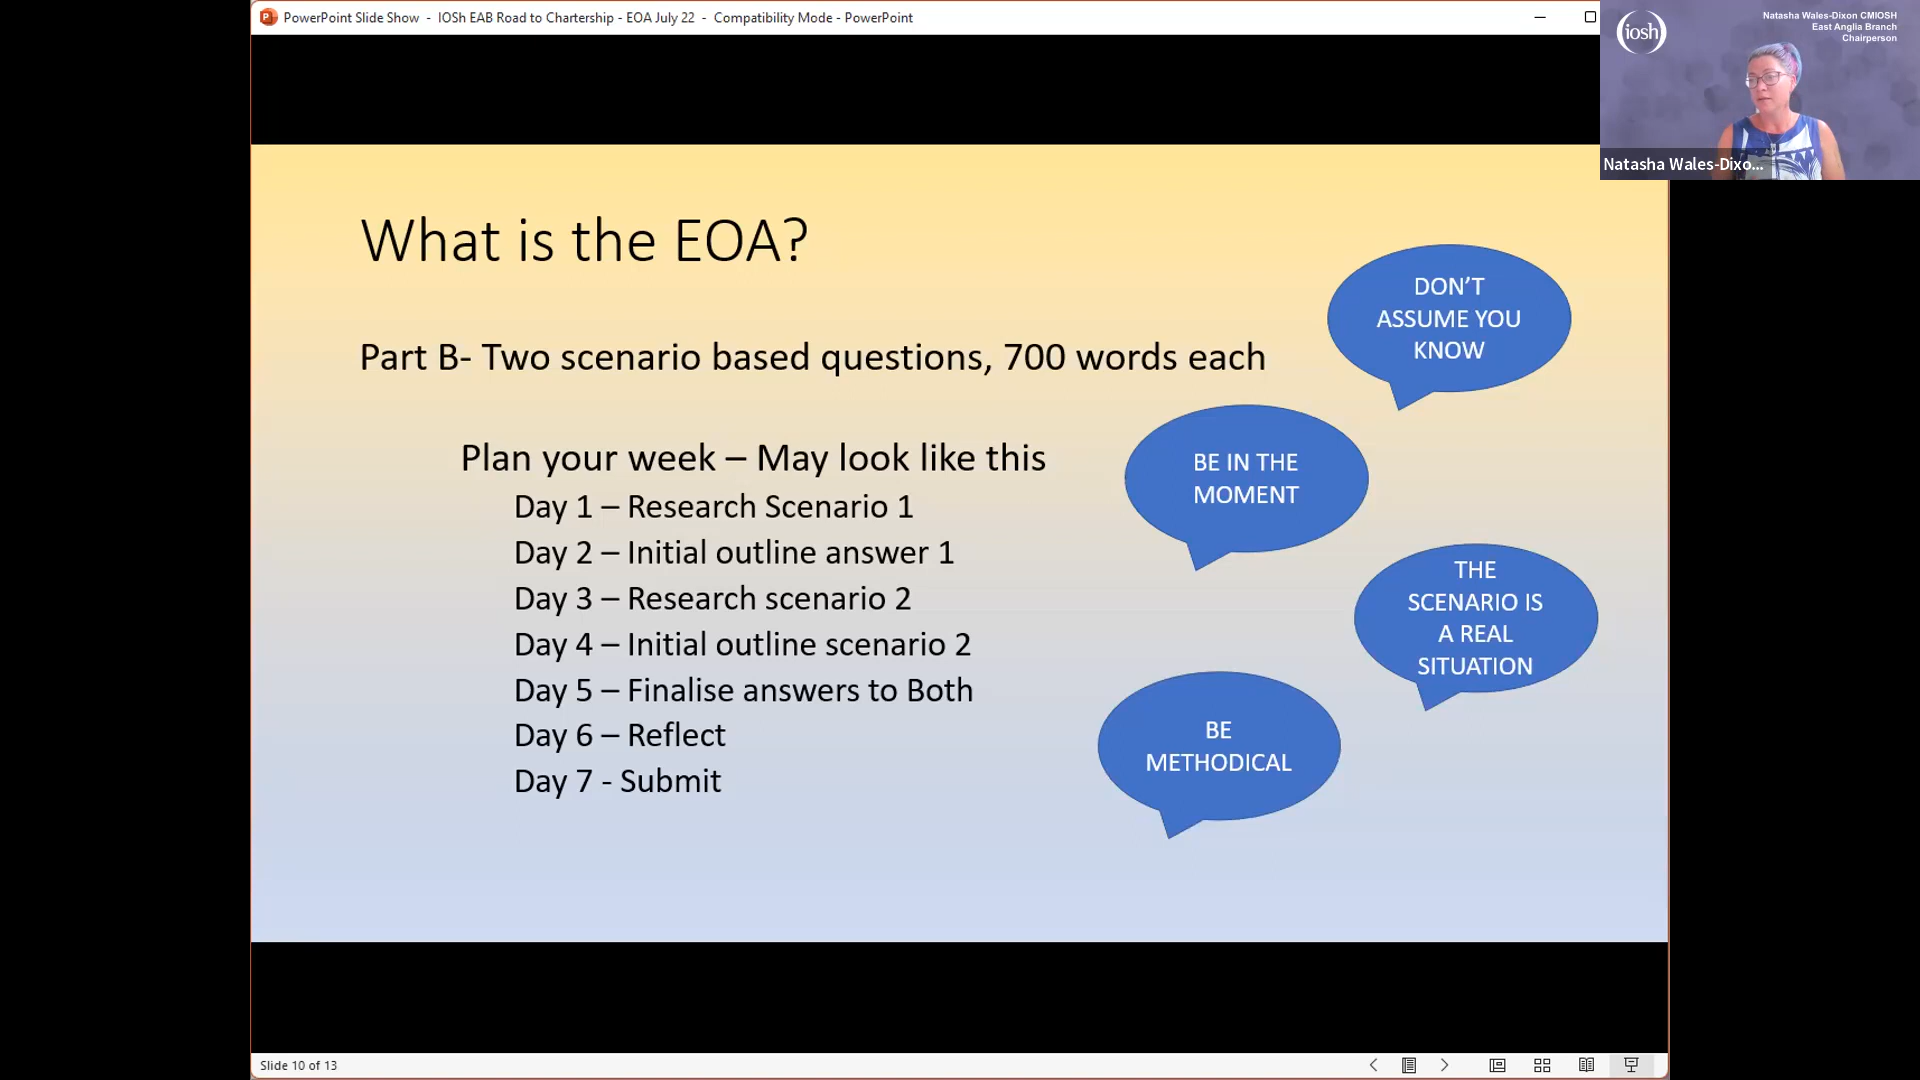 PowerPoint Slide Show - IOSh EAB Road to Chartership - EOA July 22 - Compatibility Mode - PowerPoint
iosh
Natasha Wales-Dixon CMIOSH
East Anglia Branch
Chairperson
Natasha Wales-Dixo...
What is the EOA?
Part B- Two scenario based questions, 700 words each
Plan your week – May look like this
Day 1 – Research Scenario 1
Day 2 – Initial outline answer 1
Day 3 – Research scenario 2
Day 4 – Initial outline scenario 2
Day 5 – Finalise answers to Both
Day 6 – Reflect
Day 7 - Submit
DON'T
ASSUME YOU
KNOW
BE IN THE
MOMENT
THE
SCENARIO IS
A REAL
SITUATION
BE
METHODICAL
Slide 10 of 13